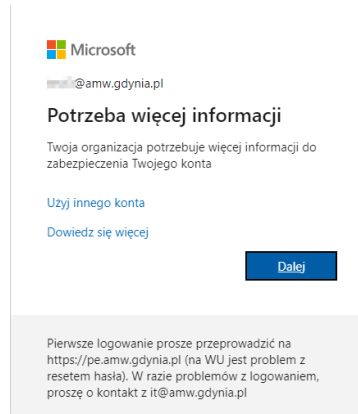 Microsoft
@amw.gdynia.pl
Potrzeba więcej informacji
Twoja organizacja potrzebuje więcej informacji do
zabezpieczenia Twojego konta
Użyj innego konta
Dowiedz się więcej
Dalej
Pierwsze logowanie prosze przeprowadzić na
https://pe.amw.gdynia.pl (na WU jest problem z
resetem hasła). W razie problemów z logowaniem,
proszę o kontakt z it@amw.gdynia.pl